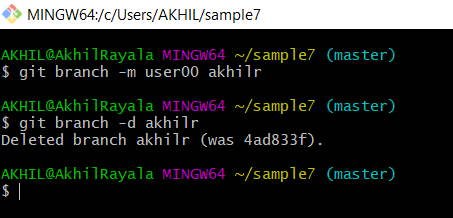 MINGW64:/c/Users/AKHIL/sample7
AKHIL@AkhilRayala MINGW64 ~/sample7 (master)
$ git branch -m user00 akhilr
AKHIL@AkhilRayala MINGW64 ~/sample7 (master)
$ git branch -d akhilr
Deleted branch akhilr (was 4ad833f).
AKHIL@AkhilRayala MINGW64 ~/sample7 (master)
$